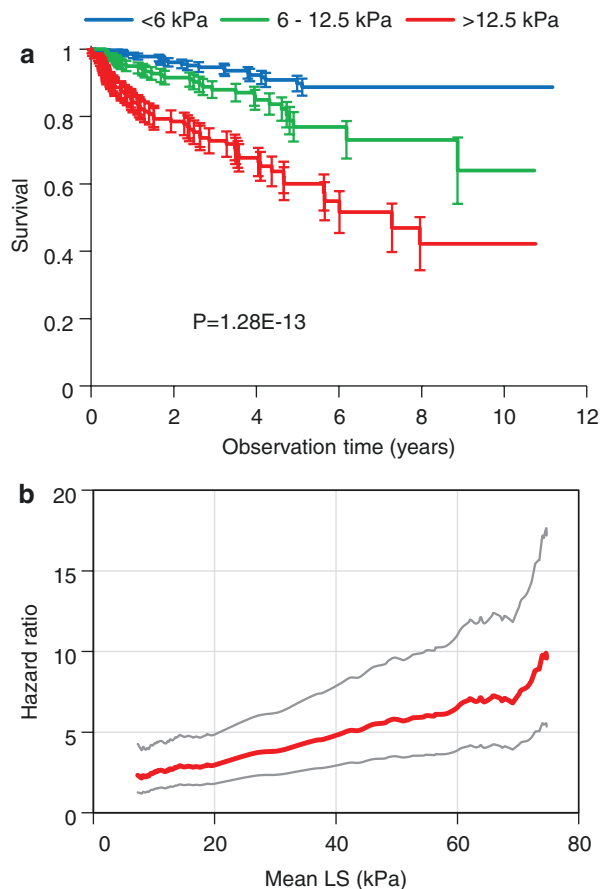 <6 kPa 6 - 12.5 kPa >12.5 kPa
a
1
0.8
0.6
0.4
0.2
0
Survival
P=1.28E-13
0 2 4 6 8 10 12
Observation time (years)
b
20
15
10
5
0
Hazard ratio
0 20 40 60 80
Mean LS (kPa)